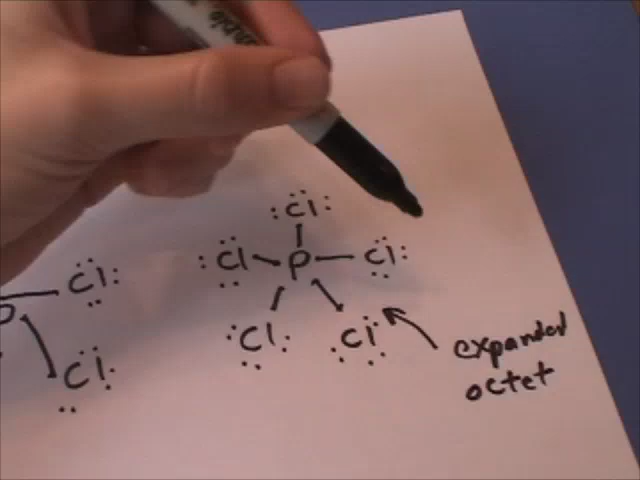 Cl
Cl P Cl
Cl Cl
P Cl
Cl
expanded
octet